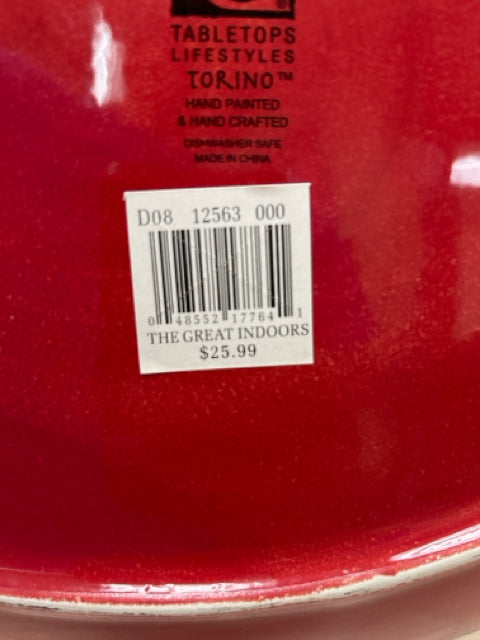 ®
TABLETOPS
LIFESTYLES
TORINO™
HAND PAINTED
& HAND CRAFTED
DISHWASHER SAFE
MADE IN CHINA
D08 12563 000
0 48552 17764 1
THE GREAT INDOORS
$25.99